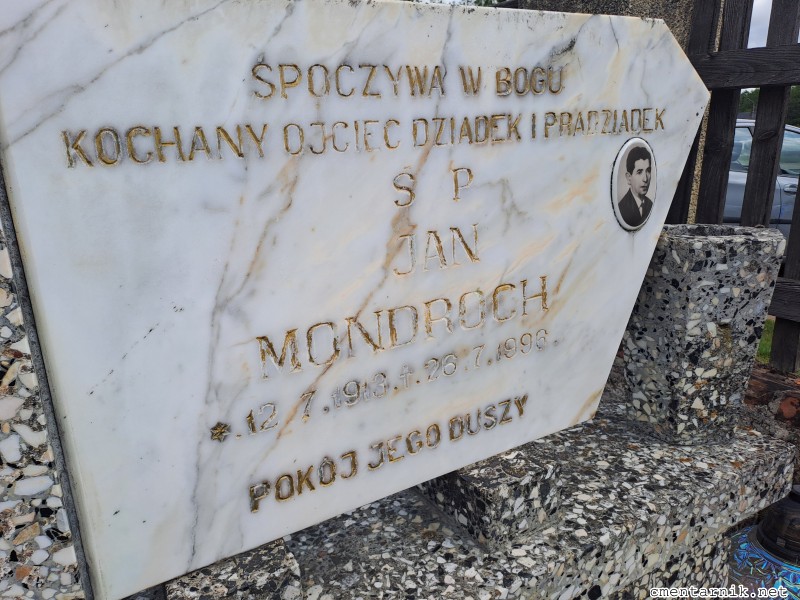 SPOCZYWA W BOGU
KOCHANY OJCIEC DZIADEK I PRADZIADEK
Ś P
JAN
MONDROCH
*. 12. 7. 1913. † 26. 7. 1996.
POKÓJ JEGO DUSZY
cmentarnik.net